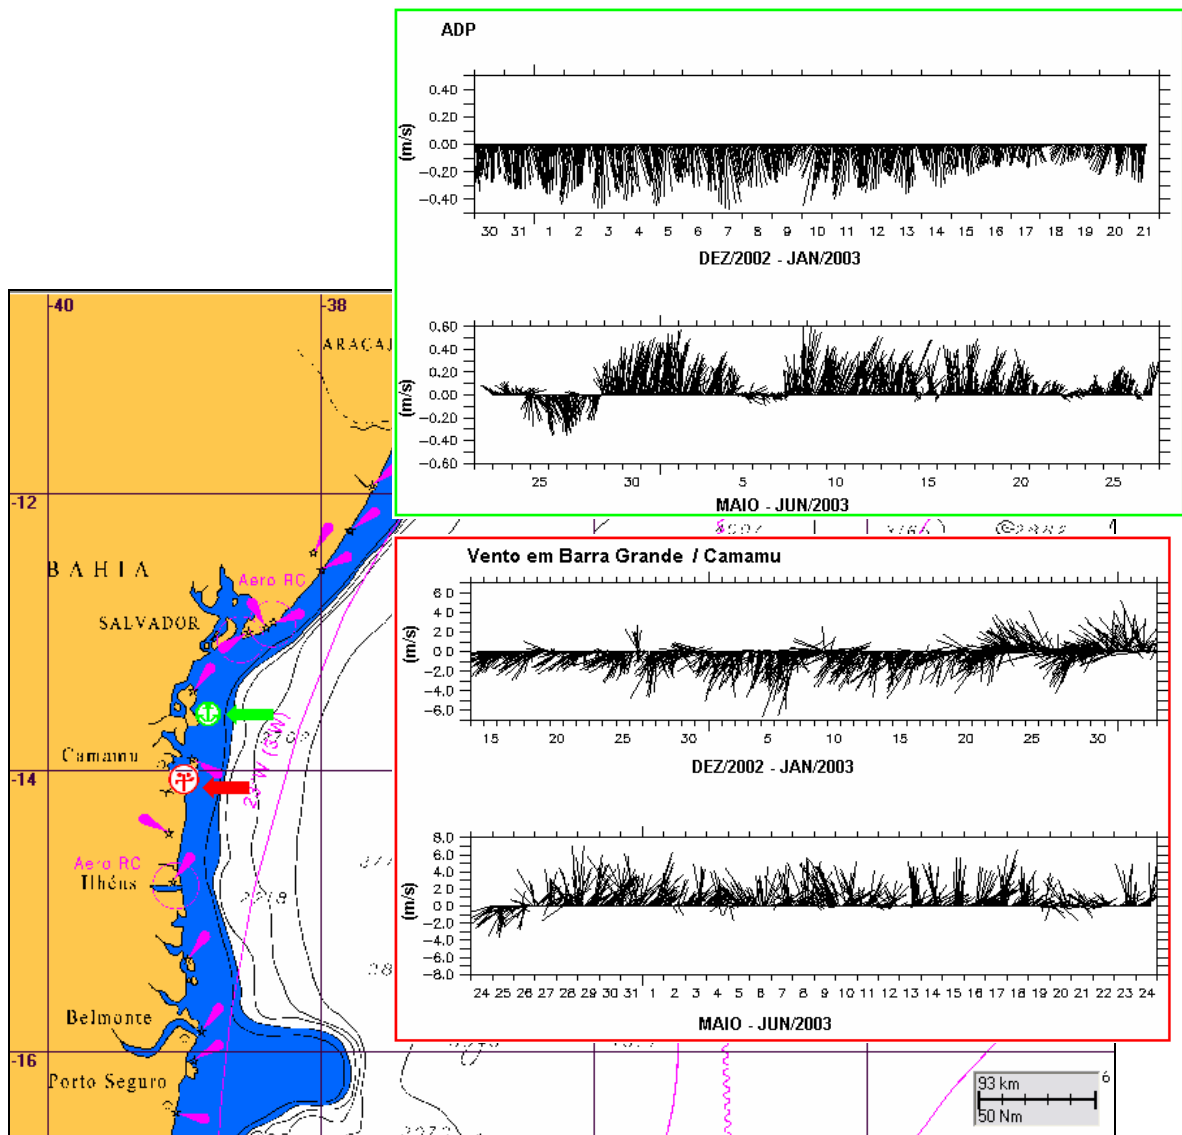 ADP
0.40
0.20
0.00
-0.20
-0.40
(m/s)
30 31 1 2 3 4 5 6 7 8 9 10 11 12 13 14 15 16 17 18 19 20 21
DEZ/2002 - JAN/2003
0.60
0.40
0.20
0.00
-0.20
-0.40
-0.60
(m/s)
25 30 5 10 15 20 25
MAIO - JUN/2003
Vento em Barra Grande / Camamu
6.0
4.0
2.0
0.0
-2.0
-4.0
-6.0
(m/s)
15 20 25 30 5 10 15 20 25 30
DEZ/2002 - JAN/2003
8.0
6.0
4.0
2.0
0.0
-2.0
-4.0
-6.0
-8.0
(m/s)
24 25 26 27 28 29 30 31 1 2 3 4 5 6 7 8 9 10 11 12 13 14 15 16 17 18 19 20 21 22 23 24
MAIO - JUN/2003
-40 -38
ARACAJ
-12
BAHIA
Aero RC
SALVADOR
Camamu
-14
23°W (3'W)
Aero RC
Ilhéus
2218
377
28
Belmonte
-16
Porto Seguro
93 km
50 Nm
6